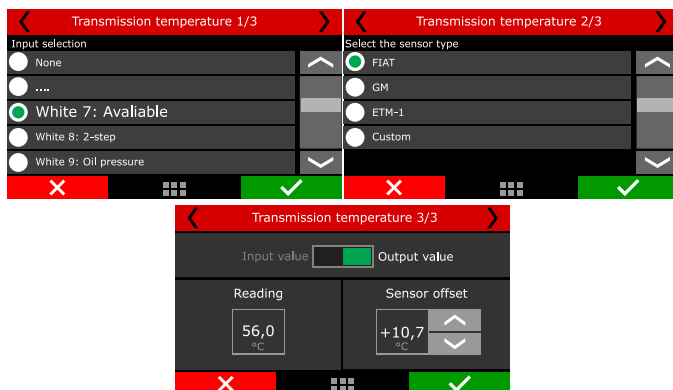 Transmission temperature 1/3
Input selection
None
....
White 7: Avaliable
White 8: 2-step
White 9: Oil pressure
Transmission temperature 2/3
Select the sensor type
FIAT
GM
ETM-1
Custom
Transmission temperature 3/3
Input value Output value
Reading
56,0
°C
Sensor offset
+10,7
°C